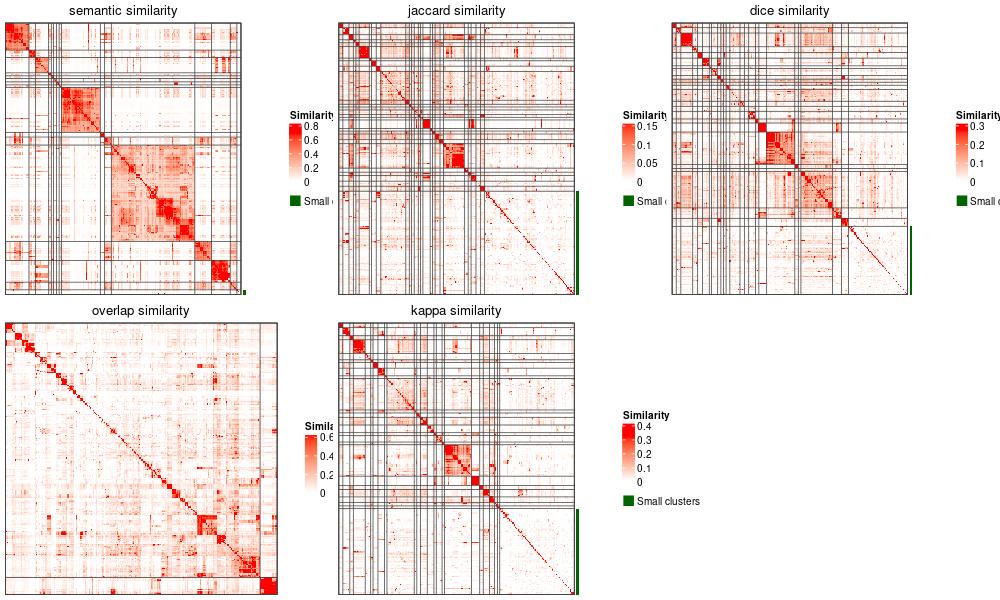 semantic similarity
Similarity
0.8
0.6
0.4
0.2
0
Small
jaccard similarity
Similarity
0.15
0.1
0.05
0
Small
dice similarity
Similarity
0.3
0.2
0.1
0
Small
overlap similarity
0.6
0.4
0.2
0
kappa similarity
Similarity
0.4
0.3
0.2
0.1
0
Small clusters